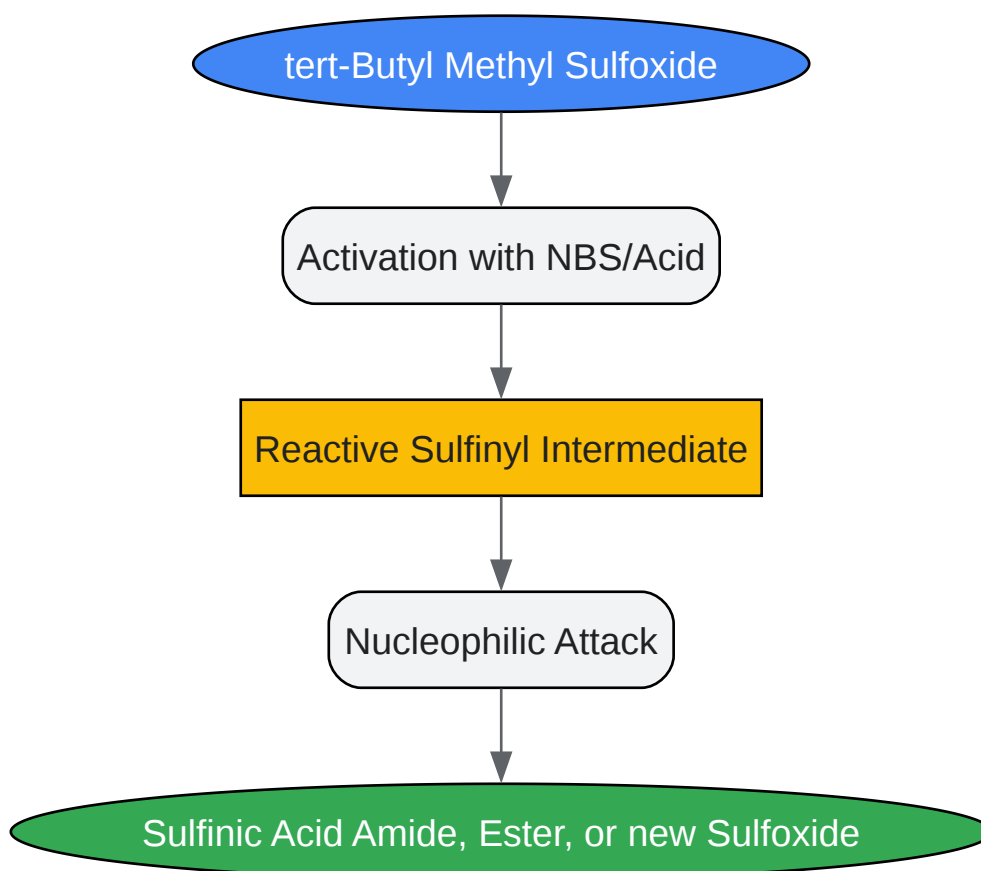 tert-Butyl Methyl Sulfoxide
Activation with NBS/Acid
Reactive Sulfinyl Intermediate
Nucleophilic Attack
Sulfinic Acid Amide, Ester, or new Sulfoxide